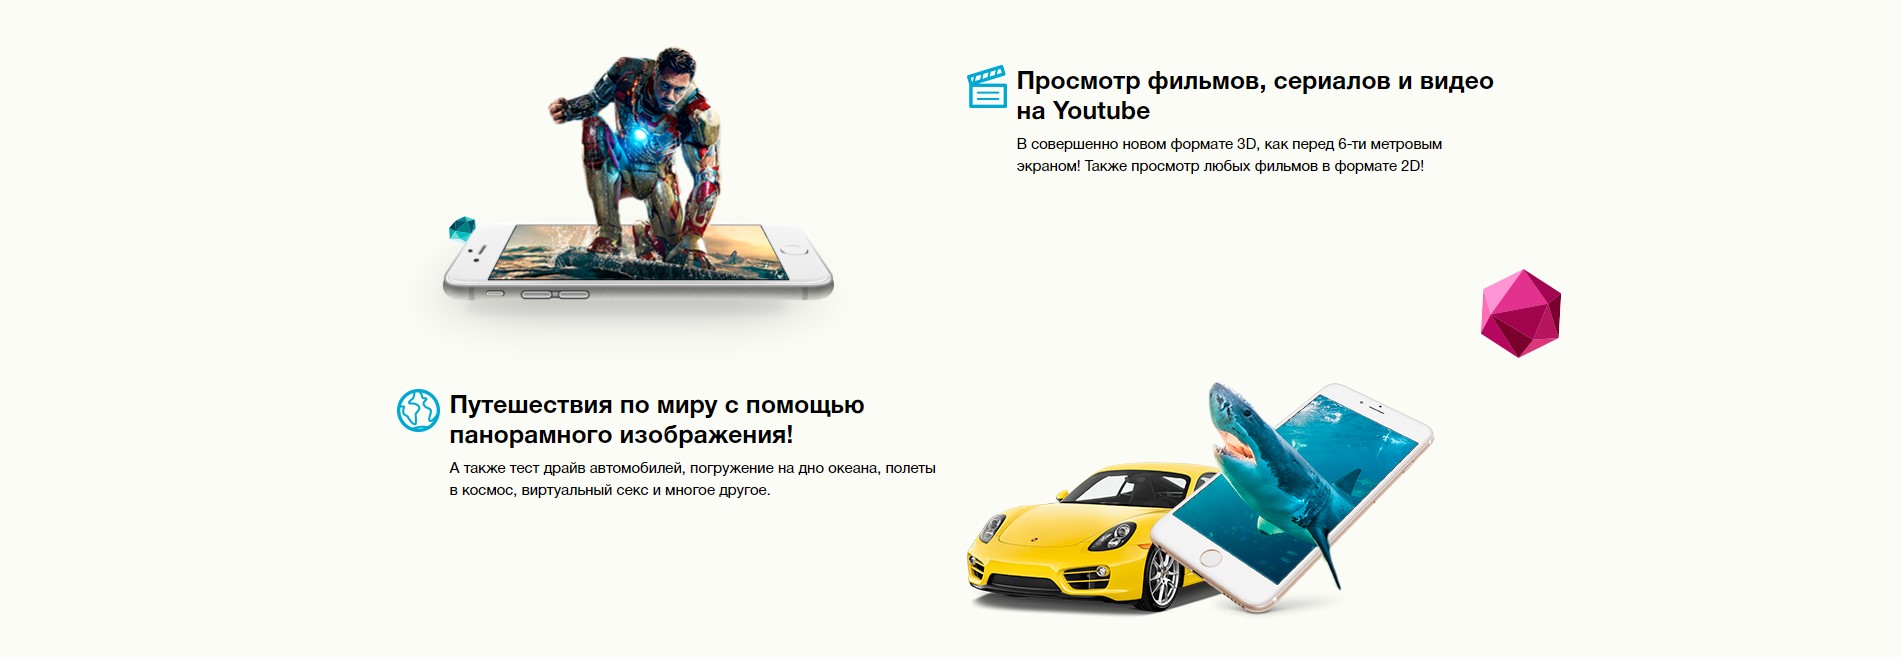 Просмотр фильмов, сериалов и видео
на Youtube
В совершенно новом формате 3D, как перед 6-ти метровым
экраном! Также просмотр любых фильмов в формате 2D!
Путешествия по миру с помощью
панорамного изображения!
А также тест драйв автомобилей, погружение на дно океана, полеты
в космос, виртуальный секс и многое другое.